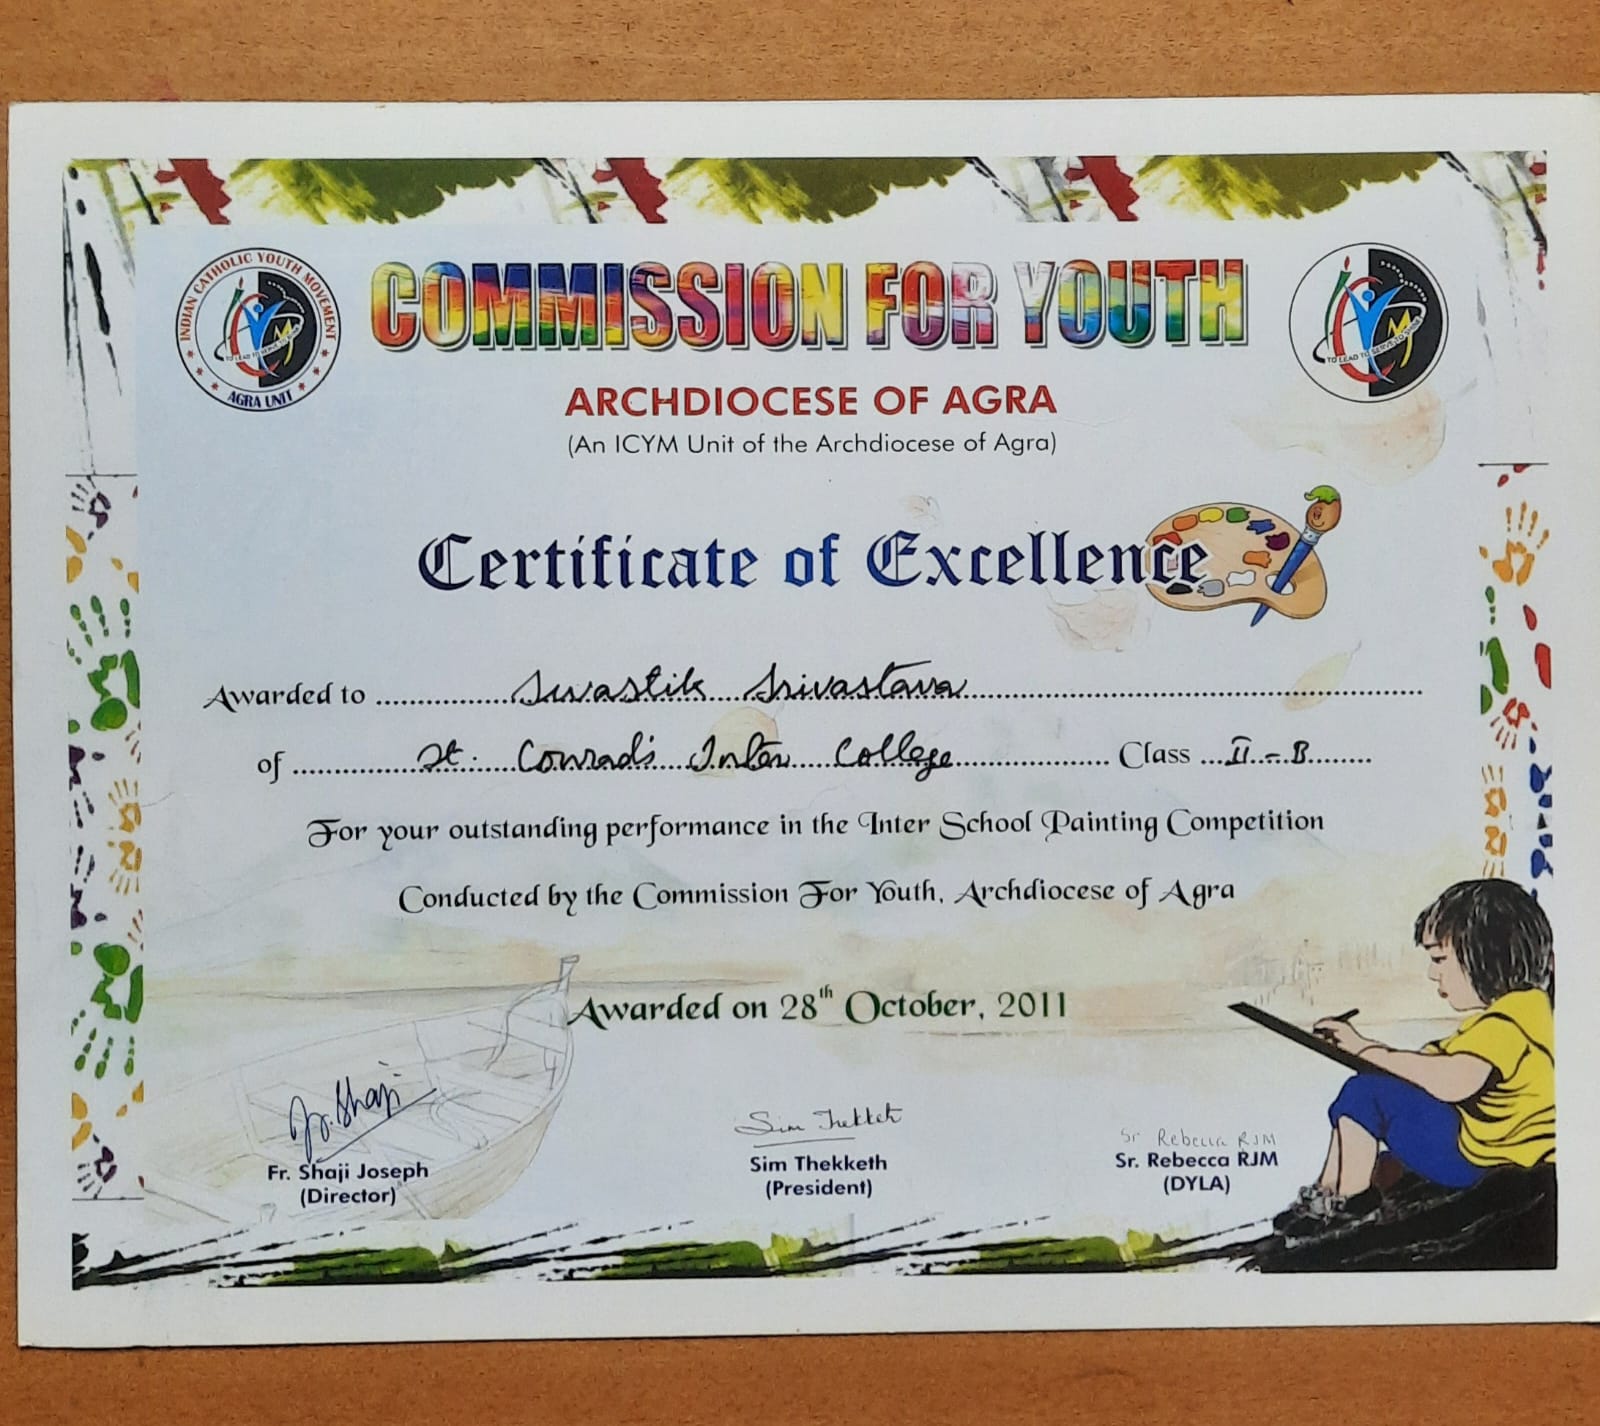 INDIAN CATHOLIC YOUTH MOVEMENT
TO LEAD TO SERVE TO SHINE
AGRA UNIT
COMMISSION FOR YOUTH
TO LEAD TO SERVE TO SHINE
ARCHDIOCESE OF AGRA
(An ICYM Unit of the Archdiocese of Agra)
Certificate of Excellence
Awarded to ........Swastik Srivastava........
of ........St. Conrad's Inter College........ Class ...II - B........
For your outstanding performance in the Inter School Painting Competition
Conducted by the Commission For Youth, Archdiocese of Agra
Awarded on 28th October, 2011
Fr. Shaji
Sim Thekketh
Sr Rebecca RJM
Fr. Shaji Joseph
Sim Thekketh
Sr. Rebecca RJM
(Director)
(President)
(DYLA)